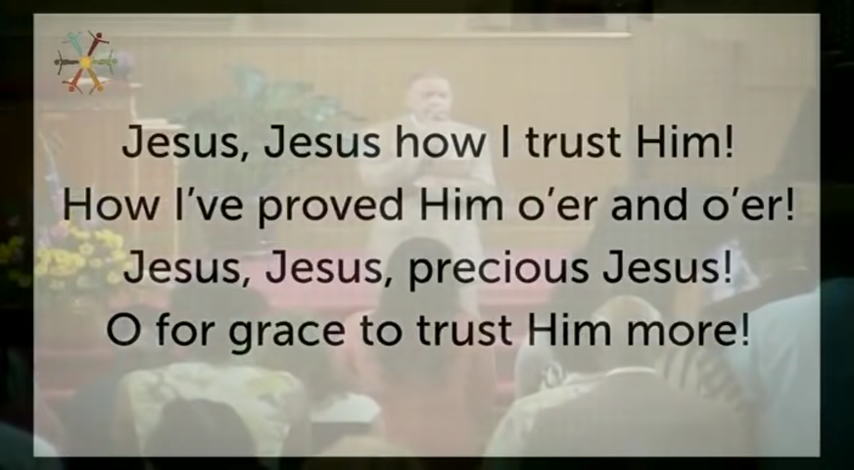 Jesus, Jesus how I trust Him!
How I’ve proved Him o’er and o’er!
Jesus, Jesus, precious Jesus!
O for grace to trust Him more!